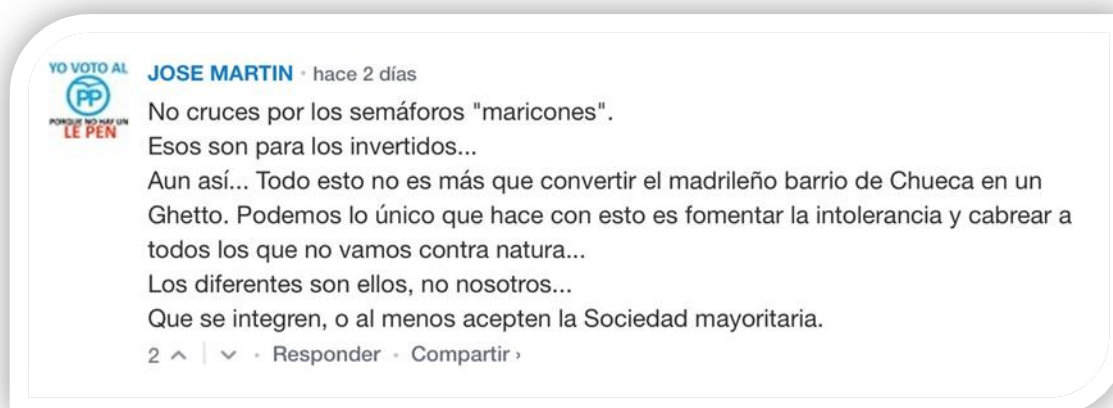 YO VOTO AL
PP
PORQUE NO HAY UN
LE PEN
JOSE MARTIN · hace 2 días
No cruces por los semáforos "maricones".
Esos son para los invertidos...
Aun así... Todo esto no es más que convertir el madrileño barrio de Chueca en un
Ghetto. Podemos lo único que hace con esto es fomentar la intolerancia y cabrear a
todos los que no vamos contra natura...
Los diferentes son ellos, no nosotros...
Que se integren, o al menos acepten la Sociedad mayoritaria.
2 · Responder · Compartir ›